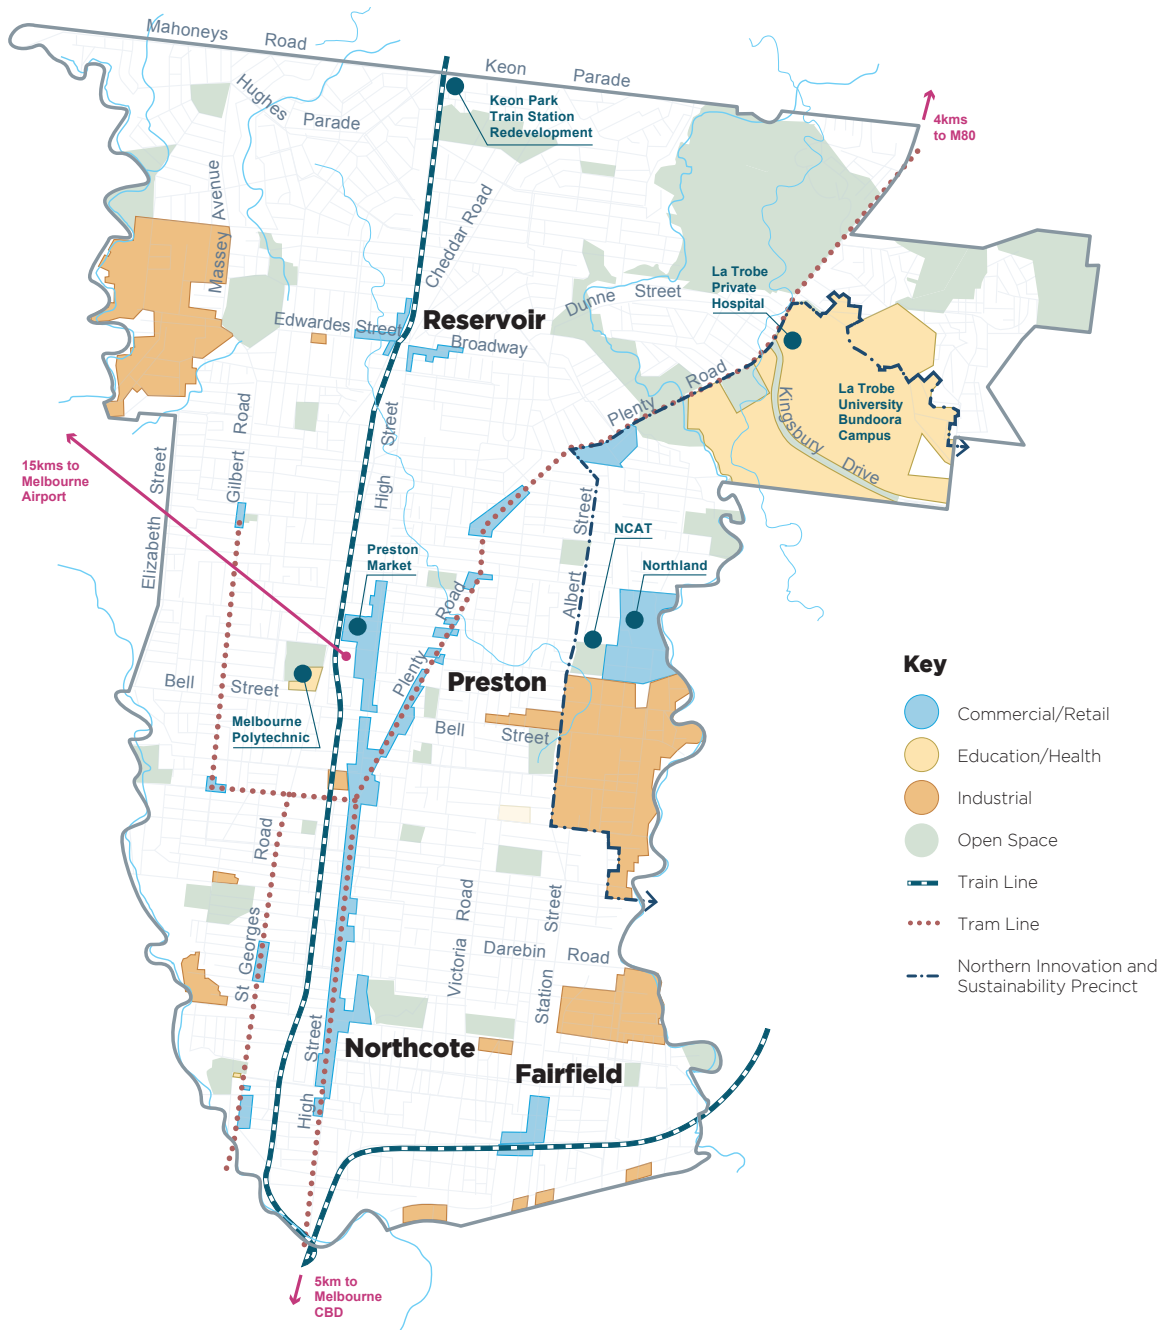 Mahoneys Road
Keon Parade
Hughes Parade
Keon Park
Train Station
Redevelopment
4kms
to M80
Massey Avenue
Cheddar Road
La Trobe
Private
Hospital
Dunne Street
Edwardes Street
Reservoir
Broadway
Plenty Road
La Trobe
University
Bundoora
Campus
Kingsbury Drive
15kms to
Melbourne
Airport
Elizabeth Street
Gilbert Road
High Street
Albert Street
NCAT
Northland
Preston
Market
Plenty Road
Bell Street
Preston
Melbourne
Polytechnic
Bell Street
Key
Commercial/Retail
Education/Health
Industrial
Open Space
Train Line
Tram Line
Northern Innovation and
Sustainability Precinct
St Georges Road
Victoria Road
Station Street
Darebin Road
High Street
Northcote
Fairfield
5km to
Melbourne
CBD